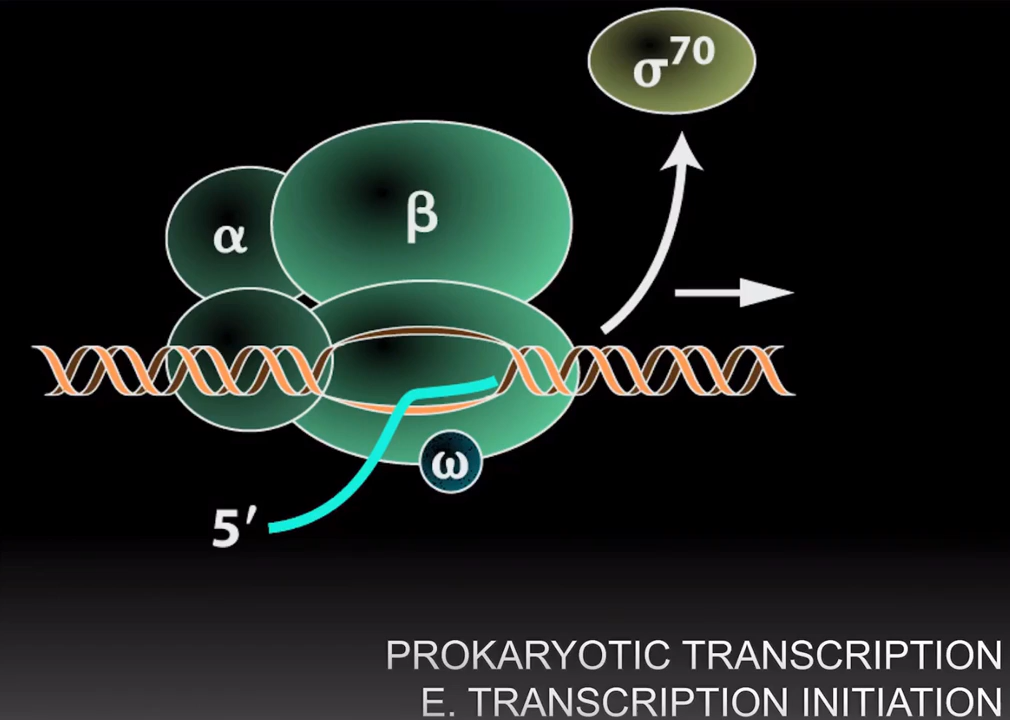 σ⁷⁰
β
α
ω
5′
PROKARYOTIC TRANSCRIPTION
E. TRANSCRIPTION INITIATION